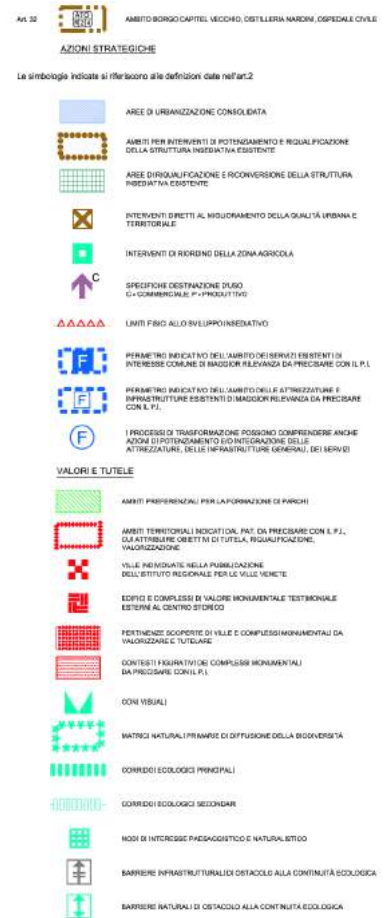 Art. 32
AMBITO BORGO CAPITEL VECCHIO, DISTILLERIA NARDINI, OSPEDALE CIVILE
AZIONI STRATEGICHE
Le simbologie indicate si riferiscono alle definizioni date nell'art.2
AREE DI URBANIZZAZIONE CONSOLIDATA
AMBITI PER INTERVENTI DI POTENZIAMENTO E RIQUALIFICAZIONE
DELLA STRUTTURA INSEDIATIVA ESISTENTE
AREE DI RIQUALIFICAZIONE E RICONVERSIONE DELLA STRUTTURA
INSEDIATIVA ESISTENTE
INTERVENTI DIRETTI AL MIGLIORAMENTO DELLA QUALITÀ URBANA E
TERRITORIALE
INTERVENTI DI RIORDINO DELLA ZONA AGRICOLA
C
SPECIFICHE DESTINAZIONE D'USO
C = COMMERCIALE; P = PRODUTTIVO
LIMITI FISICI ALLO SVILUPPO INSEDIATIVO
F
PERIMETRO INDICATIVO DELL'AMBITO DEI SERVIZI ESISTENTI DI
INTERESSE COMUNE DI MAGGIOR RILEVANZA DA PRECISARE CON IL P.I.
F
PERIMETRO INDICATIVO DELL'AMBITO DELLE ATTREZZATURE E
INFRASTRUTTURE ESISTENTI DI MAGGIOR RILEVANZA DA PRECISARE
CON IL P.I.
F
I PROCESSI DI TRASFORMAZIONE POSSONO COMPRENDERE ANCHE
AZIONI DI POTENZIAMENTO E/O INTEGRAZIONE DELLE
ATTREZZATURE, DELLE INFRASTRUTTURE GENERALI, DEI SERVIZI
VALORI E TUTELE
AMBITI PREFERENZIALI PER LA FORMAZIONE DI PARCHI
AMBITI TERRITORIALI INDICATI DAL PAT, DA PRECISARE CON IL P.I.,
CUI ATTRIBUIRE OBIETTIVI DI TUTELA, RIQUALIFICAZIONE,
VALORIZZAZIONE
VILLE INDIVIDUATE NELLA PUBBLICAZIONE
DELL'ISTITUTO REGIONALE PER LE VILLE VENETE
EDIFICI E COMPLESSI DI VALORE MONUMENTALE TESTIMONIALE
ESTERNI AL CENTRO STORICO
PERTINENZE SCOPERTE DI VILLE E COMPLESSI MONUMENTALI DA
VALORIZZARE E TUTELARE
CONTESTI FIGURATIVI DEI COMPLESSI MONUMENTALI
DA PRECISARE CON IL P.I.
CONI VISUALI
MATRICI NATURALI PRIMARIE DI DIFFUSIONE DELLA BIODIVERSITÀ
CORRIDOI ECOLOGICI PRINCIPALI
CORRIDOI ECOLOGICI SECONDARI
NODI DI INTERESSE PAESAGGISTICO E NATURALISTICO
BARRIERE INFRASTRUTTURALI DI OSTACOLO ALLA CONTINUITÀ ECOLOGICA
BARRIERE NATURALI DI OSTACOLO ALLA CONTINUITÀ ECOLOGICA